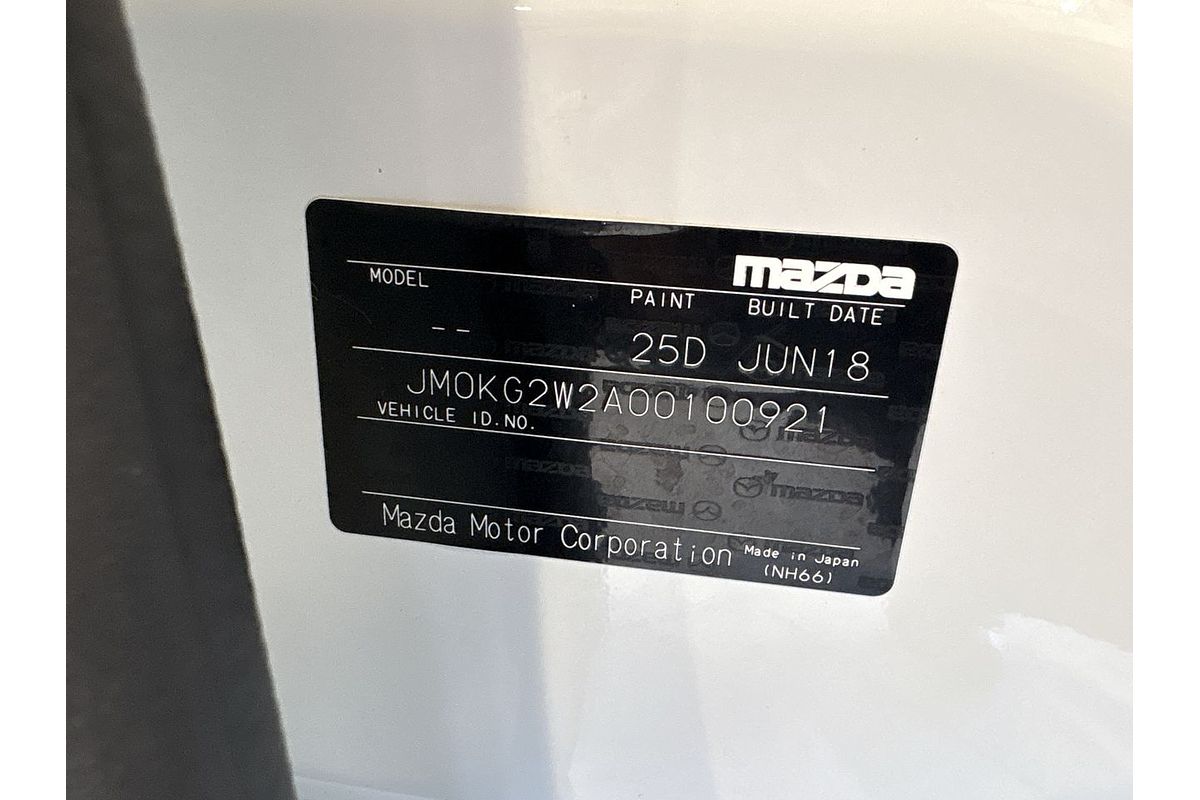 mazda
MODEL PAINT BUILT DATE
-- 25D JUN18
JM0KG2W2A00100921
VEHICLE ID.NO.
Mazda Motor Corporation Made in Japan
(NH66)